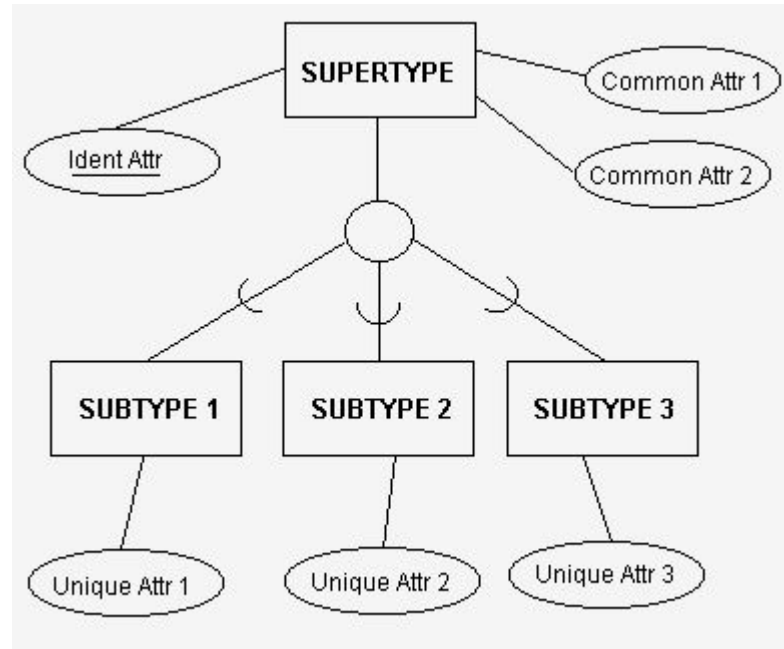 SUPERTYPE
Common Attr 1
Ident Attr
Common Attr 2
SUBTYPE 1
SUBTYPE 2
SUBTYPE 3
Unique Attr 1
Unique Attr 2
Unique Attr 3